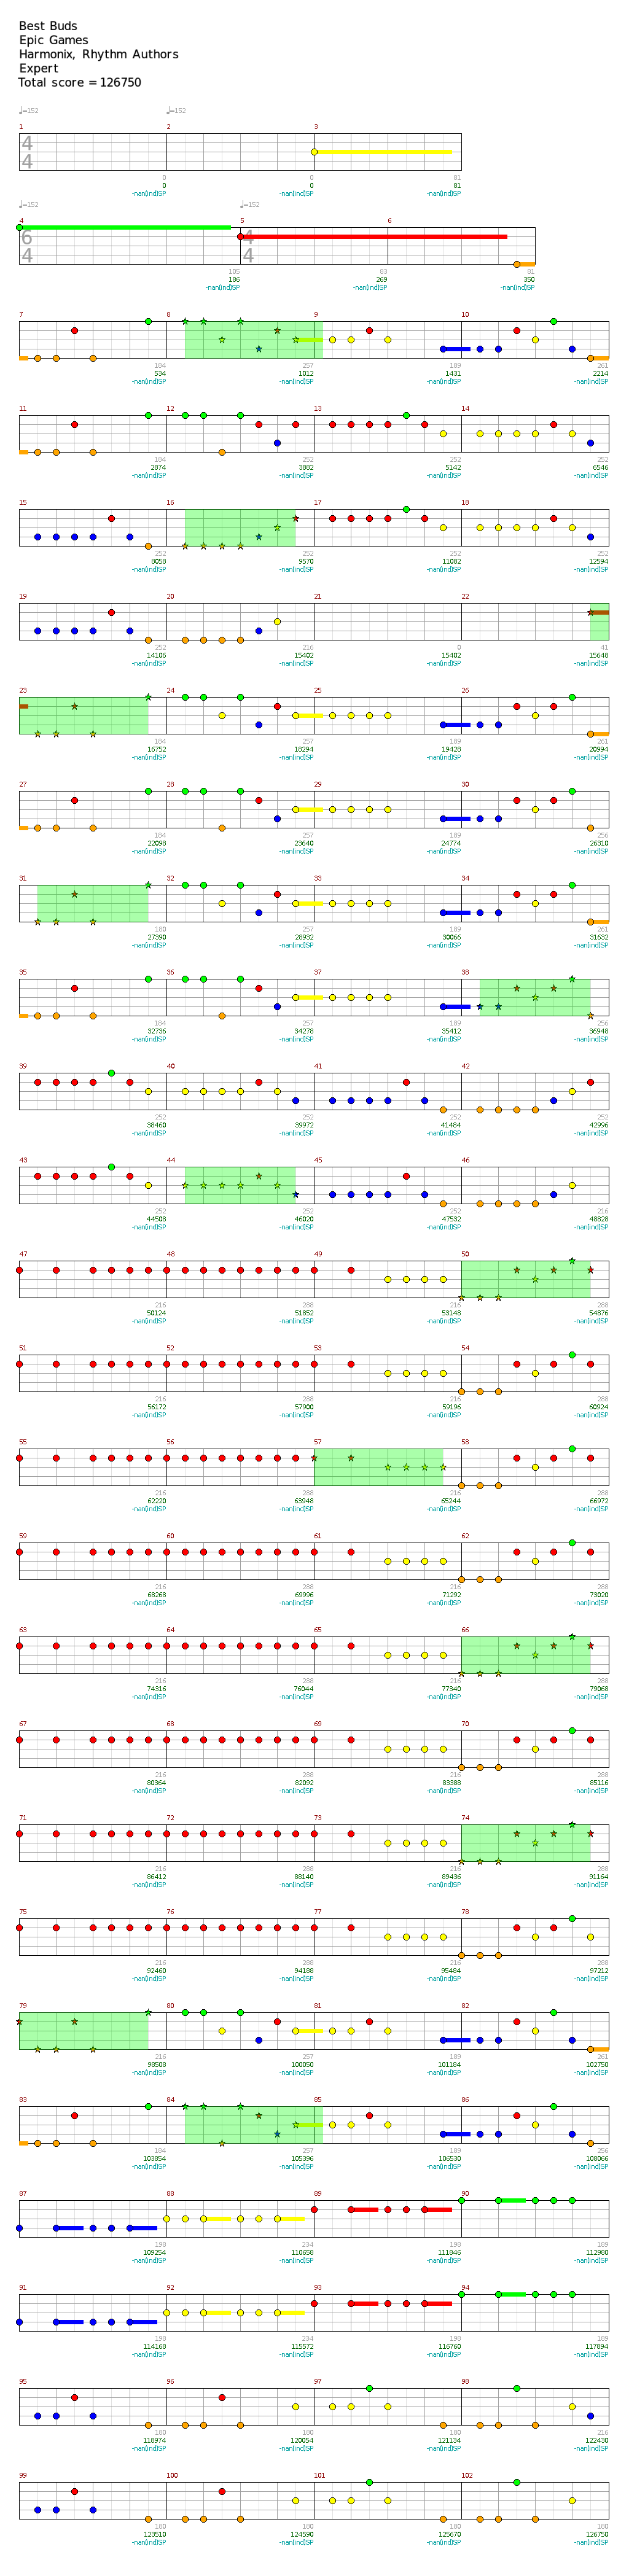 Best Buds
Epic Games
Harmonix, Rhythm Authors
Expert
Total score = 126750
♩=152 ♩=152
1 2 3
4
4
0 0 81
0 0 81
-nan(ind)SP -nan(ind)SP -nan(ind)SP
♩=152 ♩=152
4 5 6
6 4
4 4
105 83 81
186 269 350
-nan(ind)SP -nan(ind)SP -nan(ind)SP
7 8 9 10
184 257 189 261
534 1012 1431 2214
-nan(ind)SP -nan(ind)SP -nan(ind)SP -nan(ind)SP
11 12 13 14
184 252 252 252
2874 3882 5142 6546
-nan(ind)SP -nan(ind)SP -nan(ind)SP -nan(ind)SP
15 16 17 18
252 252 252 252
8058 9570 11082 12594
-nan(ind)SP -nan(ind)SP -nan(ind)SP -nan(ind)SP
19 20 21 22
252 216 0 41
14106 15402 15402 15648
-nan(ind)SP -nan(ind)SP -nan(ind)SP -nan(ind)SP
23 24 25 26
184 257 189 261
16752 18294 19428 20994
-nan(ind)SP -nan(ind)SP -nan(ind)SP -nan(ind)SP
27 28 29 30
184 257 189 256
22098 23640 24774 26310
-nan(ind)SP -nan(ind)SP -nan(ind)SP -nan(ind)SP
31 32 33 34
180 257 189 261
27390 28932 30066 31632
-nan(ind)SP -nan(ind)SP -nan(ind)SP -nan(ind)SP
35 36 37 38
184 257 189 256
32736 34278 35412 36948
-nan(ind)SP -nan(ind)SP -nan(ind)SP -nan(ind)SP
39 40 41 42
252 252 252 252
38460 39972 41484 42996
-nan(ind)SP -nan(ind)SP -nan(ind)SP -nan(ind)SP
43 44 45 46
252 252 252 216
44508 46020 47532 48828
-nan(ind)SP -nan(ind)SP -nan(ind)SP -nan(ind)SP
47 48 49 50
216 288 216 288
50124 51852 53148 54876
-nan(ind)SP -nan(ind)SP -nan(ind)SP -nan(ind)SP
51 52 53 54
216 288 216 288
56172 57900 59196 60924
-nan(ind)SP -nan(ind)SP -nan(ind)SP -nan(ind)SP
55 56 57 58
216 288 216 288
62220 63948 65244 66972
-nan(ind)SP -nan(ind)SP -nan(ind)SP -nan(ind)SP
59 60 61 62
216 288 216 288
68268 69996 71292 73020
-nan(ind)SP -nan(ind)SP -nan(ind)SP -nan(ind)SP
63 64 65 66
216 288 216 288
74316 76044 77340 79068
-nan(ind)SP -nan(ind)SP -nan(ind)SP -nan(ind)SP
67 68 69 70
216 288 216 288
80364 82092 83388 85116
-nan(ind)SP -nan(ind)SP -nan(ind)SP -nan(ind)SP
71 72 73 74
216 288 216 288
86412 88140 89436 91164
-nan(ind)SP -nan(ind)SP -nan(ind)SP -nan(ind)SP
75 76 77 78
216 288 216 288
92460 94188 95484 97212
-nan(ind)SP -nan(ind)SP -nan(ind)SP -nan(ind)SP
79 80 81 82
216 257 189 261
98508 100050 101184 102750
-nan(ind)SP -nan(ind)SP -nan(ind)SP -nan(ind)SP
83 84 85 86
184 257 189 256
103854 105396 106530 108066
-nan(ind)SP -nan(ind)SP -nan(ind)SP -nan(ind)SP
87 88 89 90
198 234 198 189
109254 110658 111846 112980
-nan(ind)SP -nan(ind)SP -nan(ind)SP -nan(ind)SP
91 92 93 94
198 234 198 189
114168 115572 116760 117894
-nan(ind)SP -nan(ind)SP -nan(ind)SP -nan(ind)SP
95 96 97 98
180 180 180 216
118974 120054 121134 122430
-nan(ind)SP -nan(ind)SP -nan(ind)SP -nan(ind)SP
99 100 101 102
180 180 180 180
123510 124590 125670 126750
-nan(ind)SP -nan(ind)SP -nan(ind)SP -nan(ind)SP